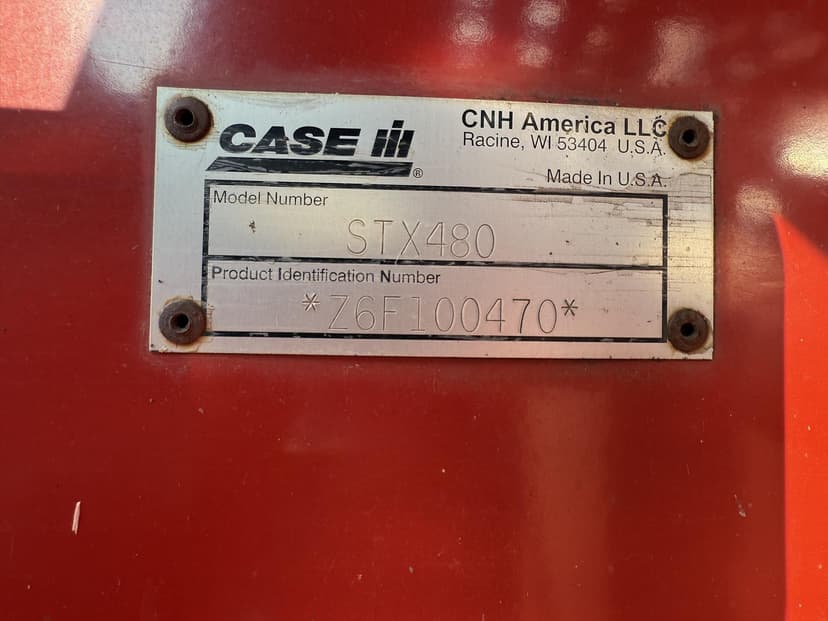 CASE IH
®
CNH America LLC
Racine, WI 53404 U.S.A.
Made In U.S.A.
Model Number
STX480
Product Identification Number
*Z6F100470*